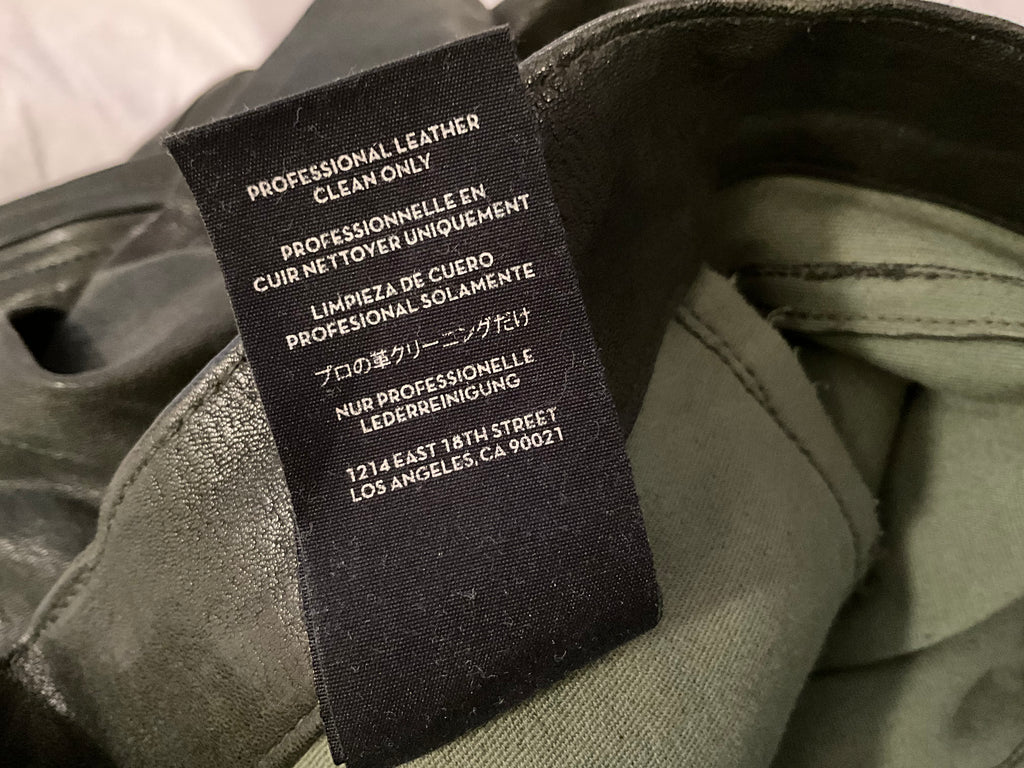 PROFESSIONAL LEATHER
CLEAN ONLY
PROFESSIONNELLE EN
CUIR NETTOYER UNIQUEMENT
LIMPIEZA DE CUERO
PROFESIONAL SOLAMENTE
プロの革クリーニングだけ
NUR PROFESSIONELLE
LEDERREINIGUNG
1214 EAST 18TH STREET
LOS ANGELES, CA 90021